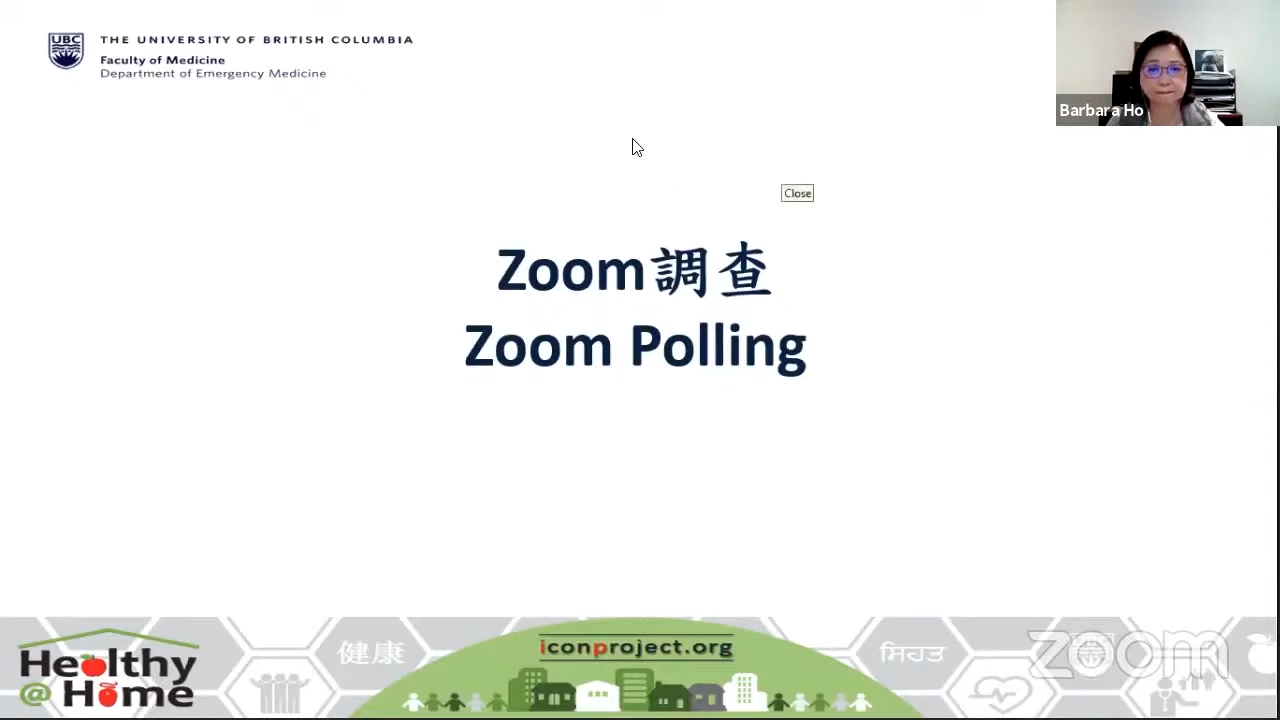 UBC
THE UNIVERSITY OF BRITISH COLUMBIA
Faculty of Medicine
Department of Emergency Medicine
Barbara Ho
Close
Zoom調查
Zoom Polling
Healthy
@ Home
健康
iconproject.org
ਸਿਹਤ
zoom